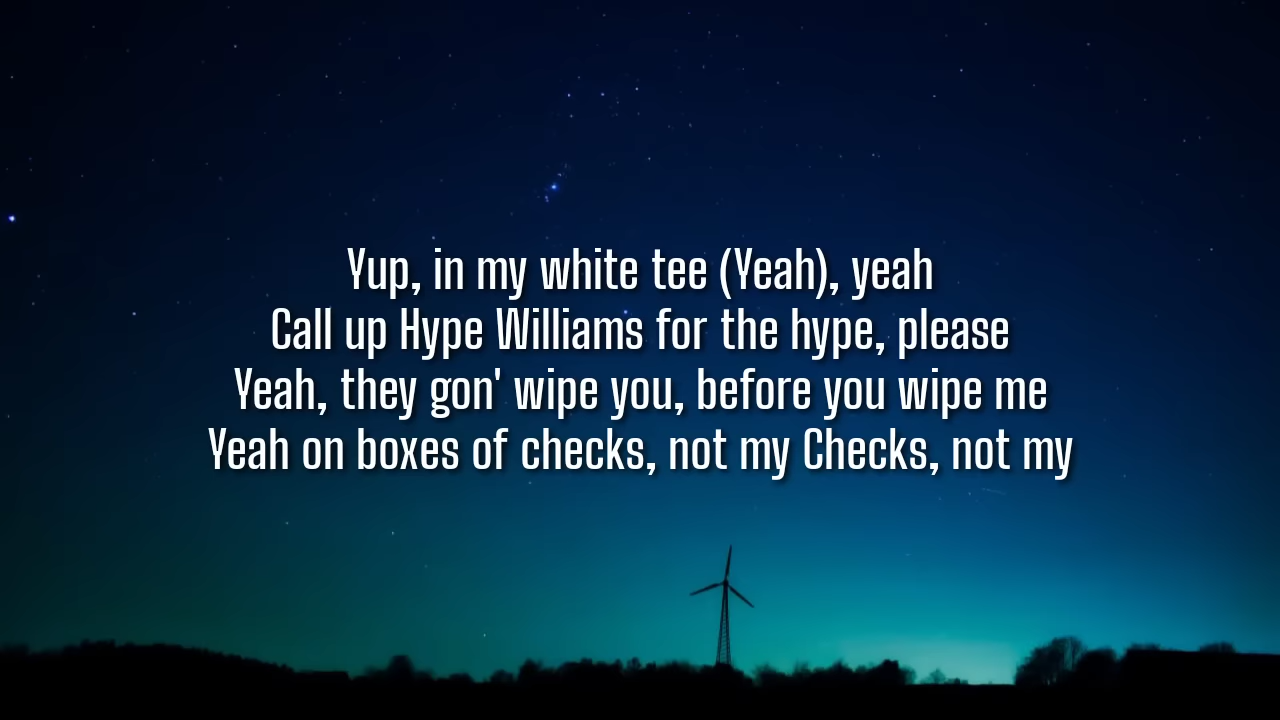 Yup, in my white tee (Yeah), yeah
Call up Hype Williams for the hype, please
Yeah, they gon' wipe you, before you wipe me
Yeah on boxes of checks, not my Checks, not my